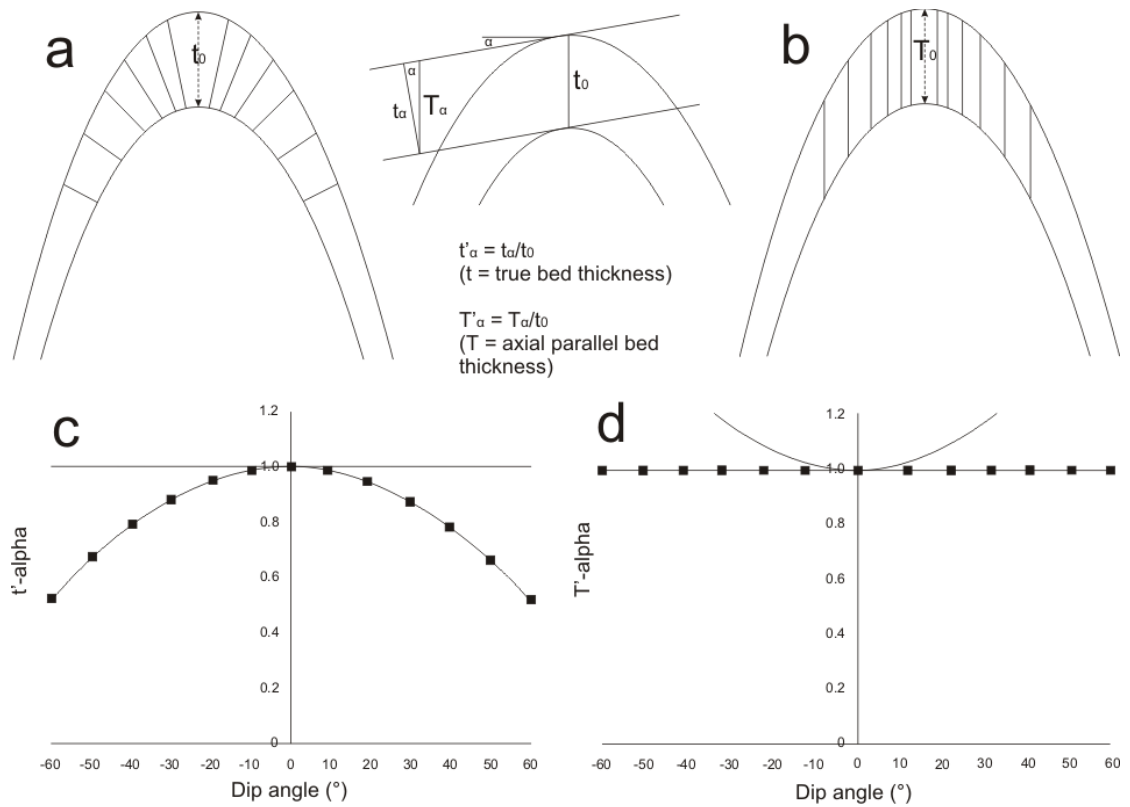 a
t0
α
α
tα
Tα
t0
b
T0
t'α = tα/t0
(t = true bed thickness)
T'α = Tα/t0
(T = axial parallel bed
thickness)
c
1.2
1.0
0.8
0.6
0.4
0.2
0
t'-alpha
-60 -50 -40 -30 -20 -10 0 10 20 30 40 50 60
Dip angle (°)
d
1.2
1.0
0.8
0.6
0.4
0.2
0
T'-alpha
-60 -50 -40 -30 -20 -10 0 10 20 30 40 50 60
Dip angle (°)